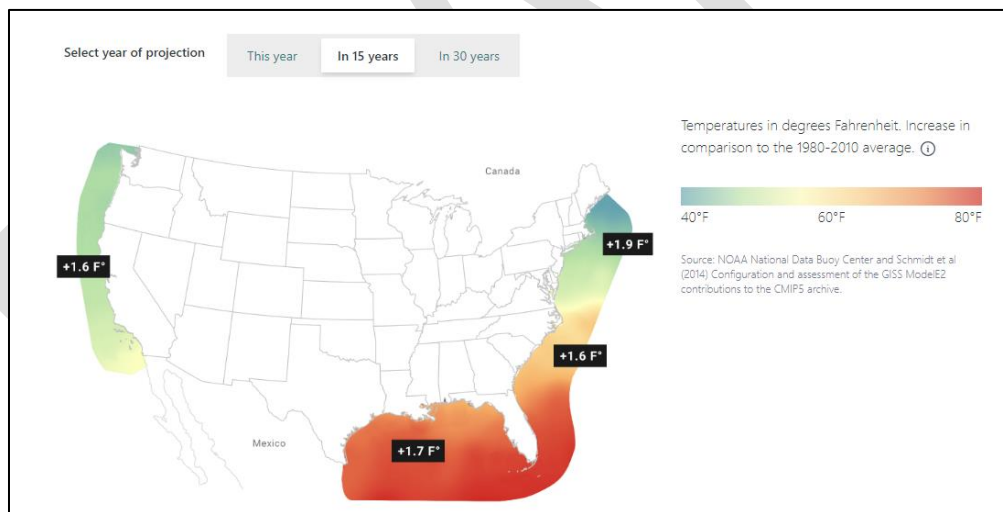 Select year of projection
This year
In 15 years
In 30 years
Temperatures in degrees Fahrenheit. Increase in
comparison to the 1980-2010 average. ⓘ
40°F
60°F
80°F
Source: NOAA National Data Buoy Center and Schmidt et al
(2014) Configuration and assessment of the GISS ModelE2
contributions to the CMIP5 archive.
Canada
+1.6 F°
+1.9 F°
+1.6 F°
Mexico
+1.7 F°